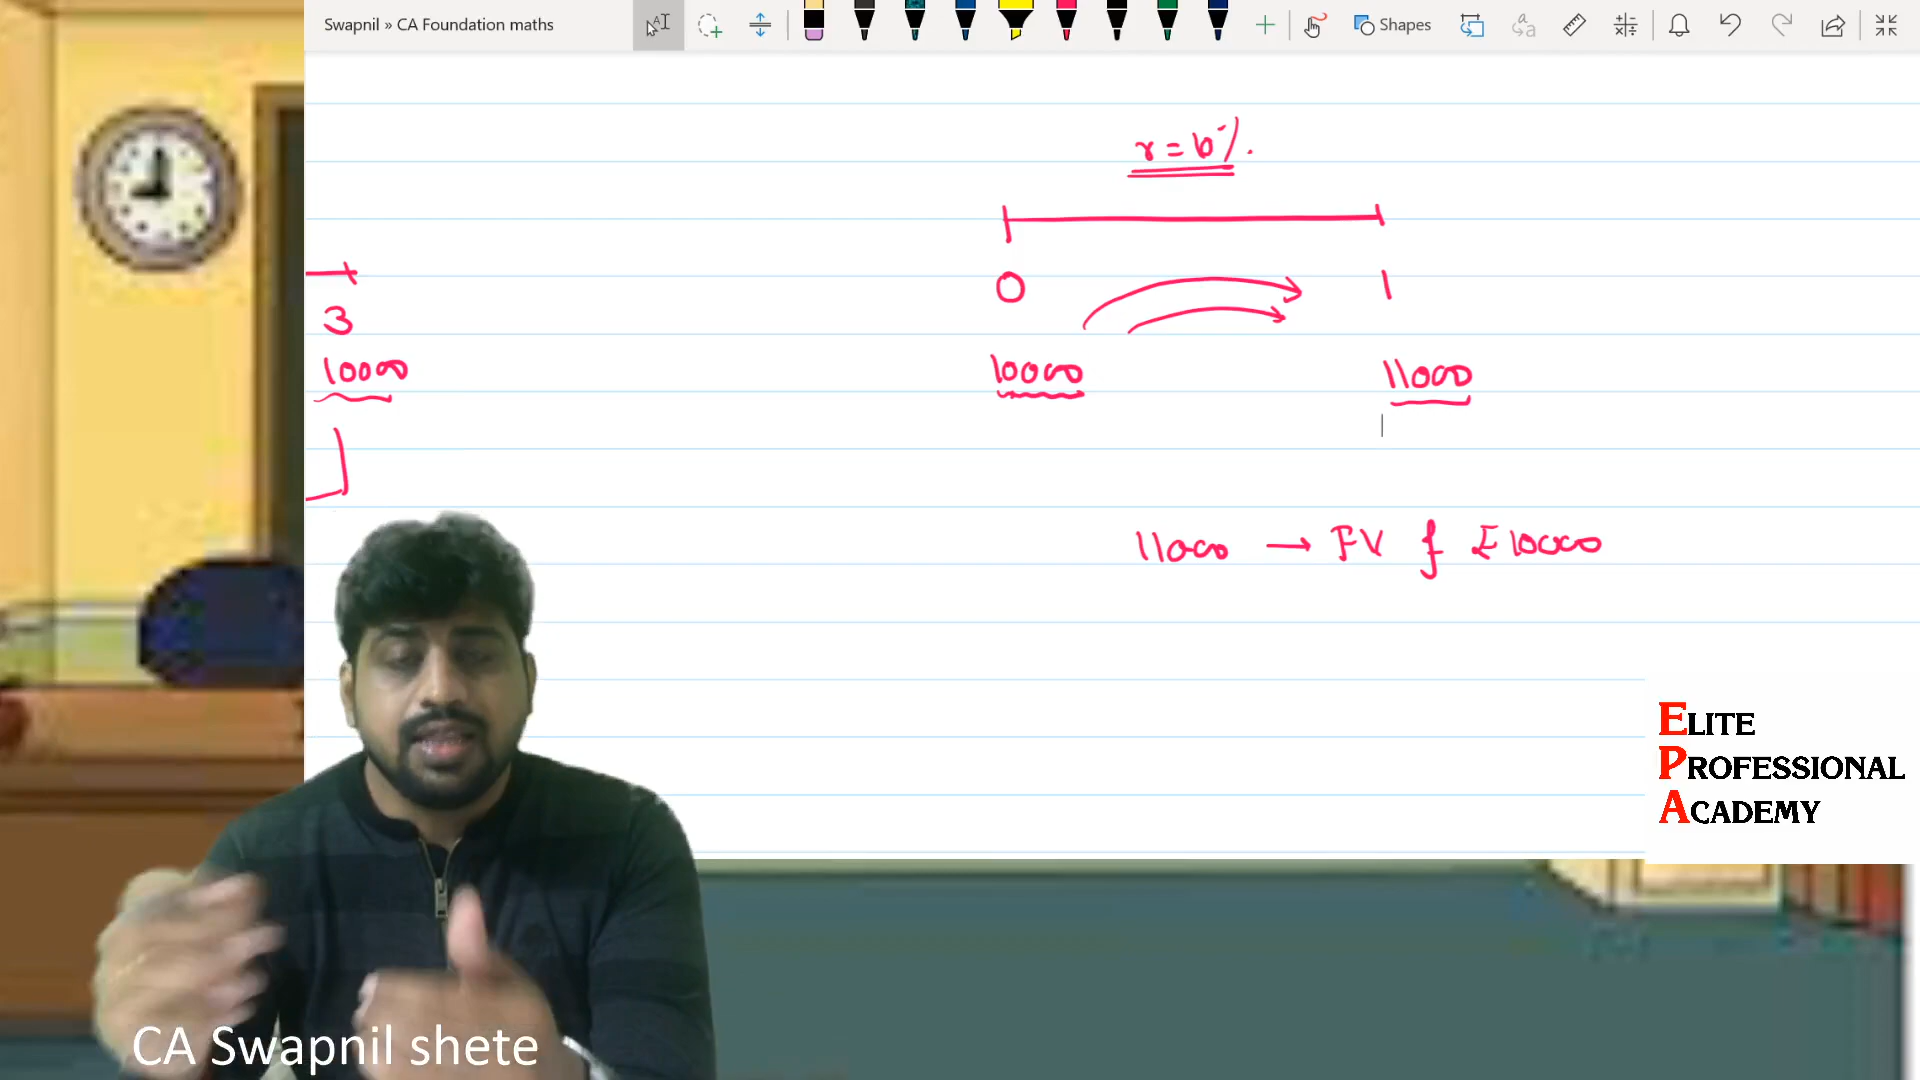 Swapnil » CA Foundation maths
Shapes
r = 10%.
0 1
3
10000
10000 11000
11000 → FV of ₤10000
ELITE
PROFESSIONAL
ACADEMY
CA Swapnil shete